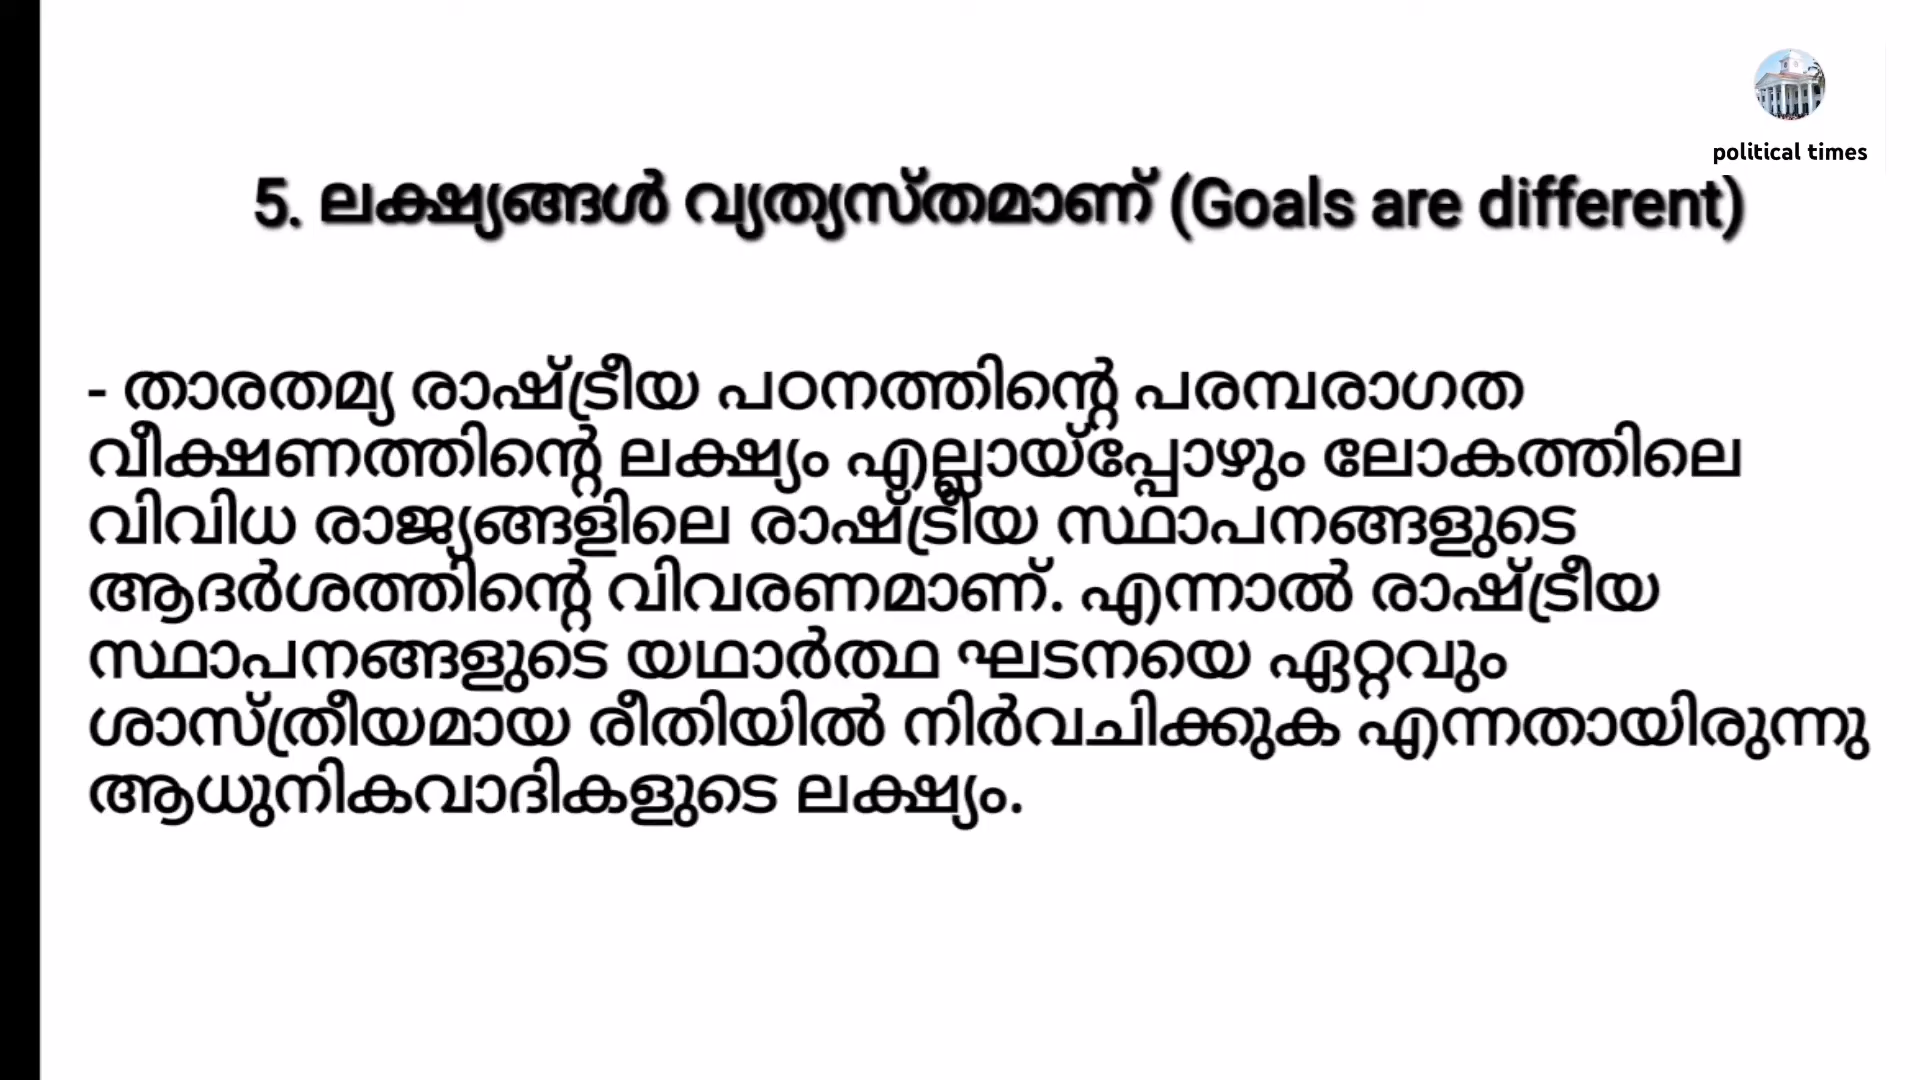 political times
5. ലക്ഷ്യങ്ങൾ വ്യത്യസ്തമാണ് (Goals are different)
- താരതമ്യ രാഷ്ട്രീയ പഠനത്തിന്റെ പരമ്പരാഗത
വീക്ഷണത്തിന്റെ ലക്ഷ്യം എല്ലായ്പ്പോഴും ലോകത്തിലെ
വിവിധ രാജ്യങ്ങളിലെ രാഷ്ട്രീയ സ്ഥാപനങ്ങളുടെ
ആദർശത്തിന്റെ വിവരണമാണ്. എന്നാൽ രാഷ്ട്രീയ
സ്ഥാപനങ്ങളുടെ യഥാർത്ഥ ഘടനയെ ഏറ്റവും
ശാസ്ത്രീയമായ രീതിയിൽ നിർവചിക്കുക എന്നതായിരുന്നു
ആധുനികവാദികളുടെ ലക്ഷ്യം.